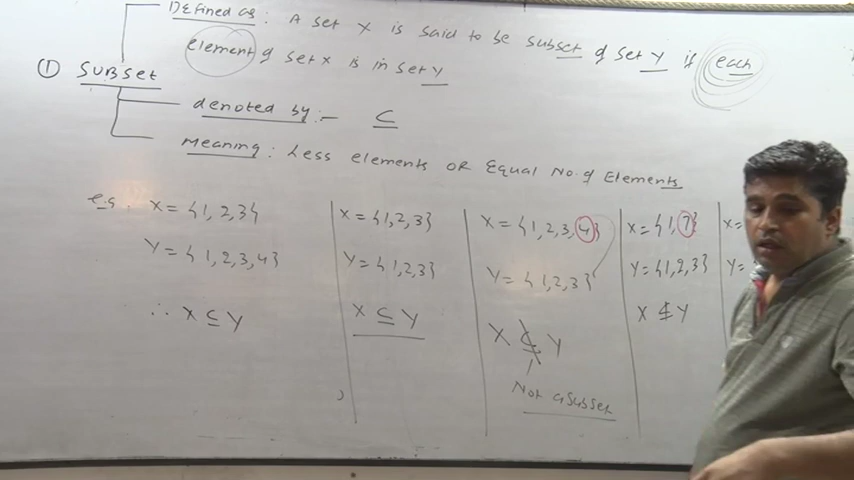 Defined as: A set X is said to be subset of set Y if each
element of set X is in set Y
① SUBSET
denoted by:- ⊆
Meaning: Less elements OR Equal No. of Elements
e.g. X = {1, 2, 3}
Y = {1, 2, 3, 4}
∴ X ⊆ Y
X = {1, 2, 3}
Y = {1, 2, 3}
X ⊆ Y
X = {1, 2, 3, 4}
Y = {1, 2, 3}
X ⊈ Y
Not a subset
X = {1, 7}
Y = {1, 2, 3}
X ⊈ Y
X =
Y =